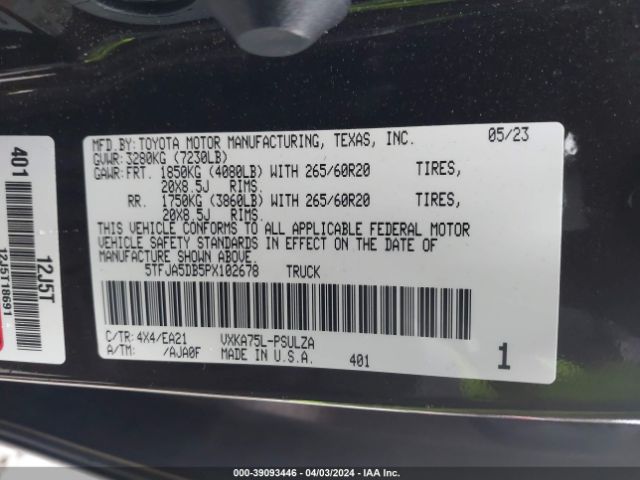 MFD.BY: TOYOTA MOTOR MANUFACTURING, TEXAS, INC. 05/23
GVWR: 3280KG (7230LB)
GAWR: FRT. 1850KG (4080LB) WITH 265/60R20 TIRES,
20X8.5J RIMS.
RR. 1750KG (3860LB) WITH 265/60R20 TIRES,
20X8.5J RIMS.
THIS VEHICLE CONFORMS TO ALL APPLICABLE FEDERAL MOTOR
VEHICLE SAFETY STANDARDS IN EFFECT ON THE DATE OF
MANUFACTURE SHOWN ABOVE.
5TFJA5DB5PX102678 TRUCK
C/TR: 4X4/EA21 VXKA75L-PSULZA
A/TM: /AJA0F MADE IN U.S.A. 401 1
401
12J5T
12J5T18691
VEHICLE: 00-39093446 - 04/03/2024 - IAA Inc.